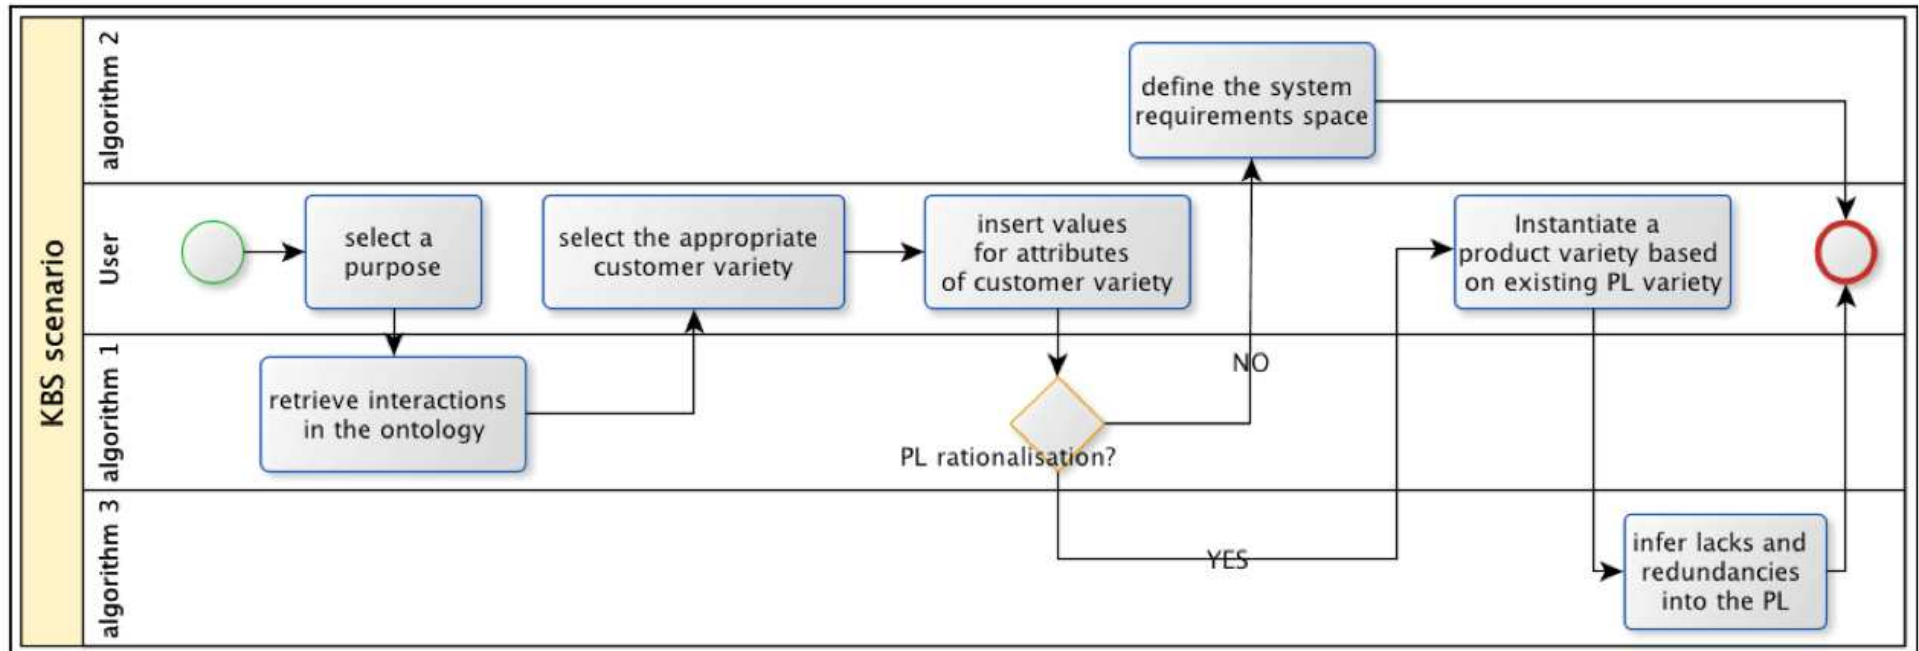 KBS scenario
algorithm 2
define the system
requirements space
User
select a
purpose
select the appropriate
customer variety
insert values
for attributes
of customer variety
Instantiate a
product variety based
on existing PL variety
algorithm 1
retrieve interactions
in the ontology
NO
PL rationalisation?
algorithm 3
YES
infer lacks and
redundancies
into the PL